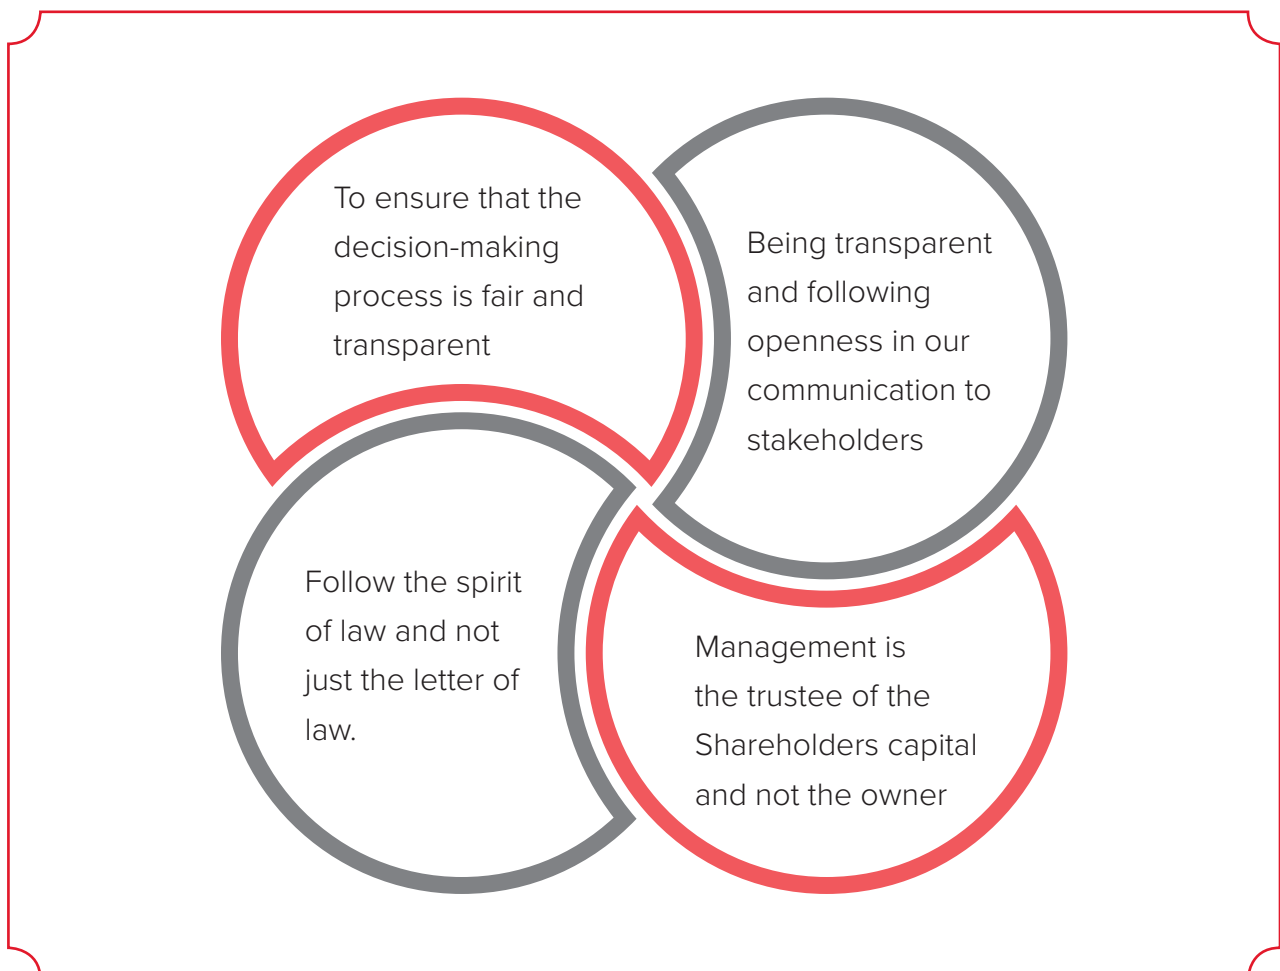 To ensure that the
decision-making
process is fair and
transparent
Being transparent
and following
openness in our
communication to
stakeholders
Follow the spirit
of law and not
just the letter of
law.
Management is
the trustee of the
Shareholders capital
and not the owner